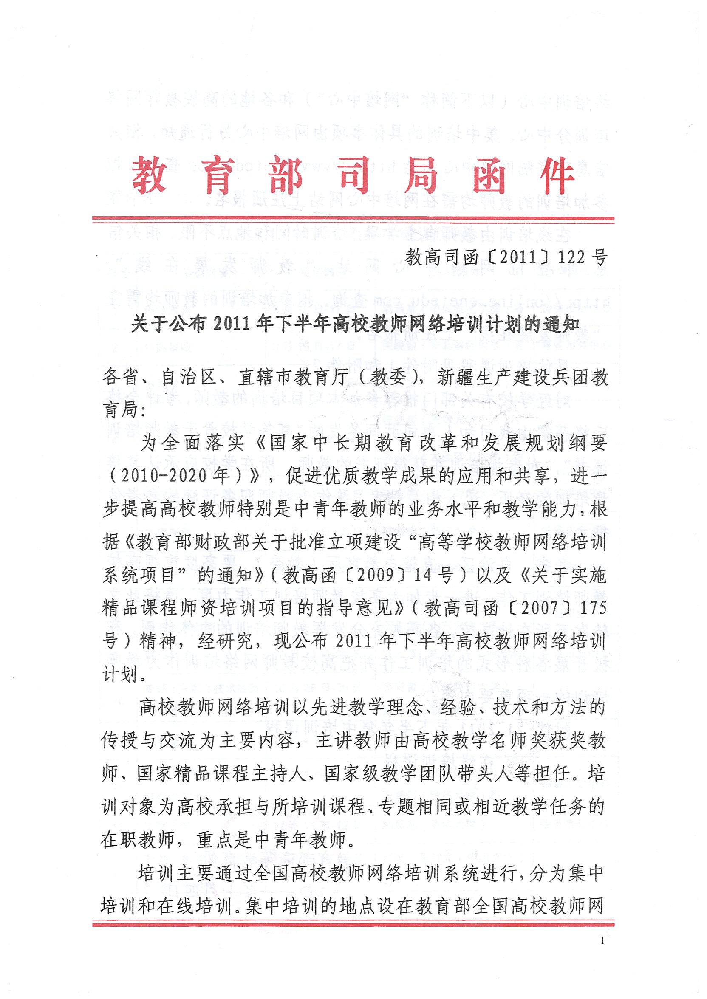 教育部司局函件
教高司函〔2011〕122号
关于公布2011年下半年高校教师网络培训计划的通知
各省、自治区、直辖市教育厅（教委），新疆生产建设兵团教
育局：
为全面落实《国家中长期教育改革和发展规划纲要
（2010-2020年）》，促进优质教学成果的应用和共享，进一
步提高高校教师特别是中青年教师的业务水平和教学能力，根
据《教育部财政部关于批准立项建设“高等学校教师网络培训
系统项目”的通知》（教高函〔2009〕14号）以及《关于实施
精品课程师资培训项目的指导意见》（教高司函〔2007〕175
号）精神，经研究，现公布2011年下半年高校教师网络培训
计划。
高校教师网络培训以先进教学理念、经验、技术和方法的
传授与交流为主要内容，主讲教师由高校教学名师奖获奖教
师、国家精品课程主持人、国家级教学团队带头人等担任。培
训对象为高校承担与所培训课程、专题相同或相近教学任务的
在职教师，重点是中青年教师。
培训主要通过全国高校教师网络培训系统进行，分为集中
培训和在线培训。集中培训的地点设在教育部全国高校教师网
1